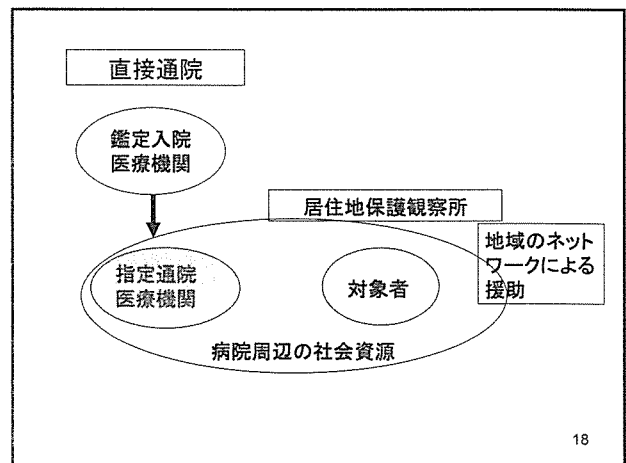 直接通院
鑑定入院
医療機関
居住地保護観察所
地域のネット
ワークによる
援助
指定通院
医療機関
対象者
病院周辺の社会資源
18